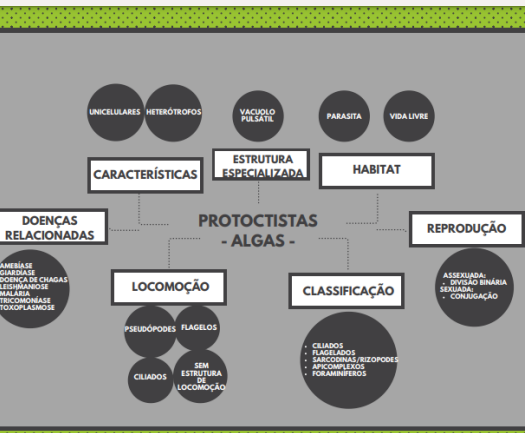 UNICELULARES
HETERÓTROFOS
VACUOLO
PULSÁTIL
PARASITA
VIDA LIVRE
CARACTERÍSTICAS
ESTRUTURA
ESPECIALIZADA
HABITAT
DOENÇAS
RELACIONADAS
PROTOCTISTAS
- ALGAS -
REPRODUÇÃO
AMEBÍASE
GIARDÍASE
DOENÇA DE CHAGAS
LEISHMANIOSE
MALÁRIA
TRICOMONÍASE
TOXOPLASMOSE
LOCOMOÇÃO
CLASSIFICAÇÃO
ASSEXUADA:
• DIVISÃO BINÁRIA
SEXUADA:
• CONJUGAÇÃO
PSEUDÓPODES
FLAGELOS
CILIADOS
SEM
ESTRUTURA
DE
LOCOMOÇÃO
• CILIADOS
• FLAGELADOS
• SARCODINAS/RIZOPODES
• APICOMPLEXOS
• FORAMINÍFEROS